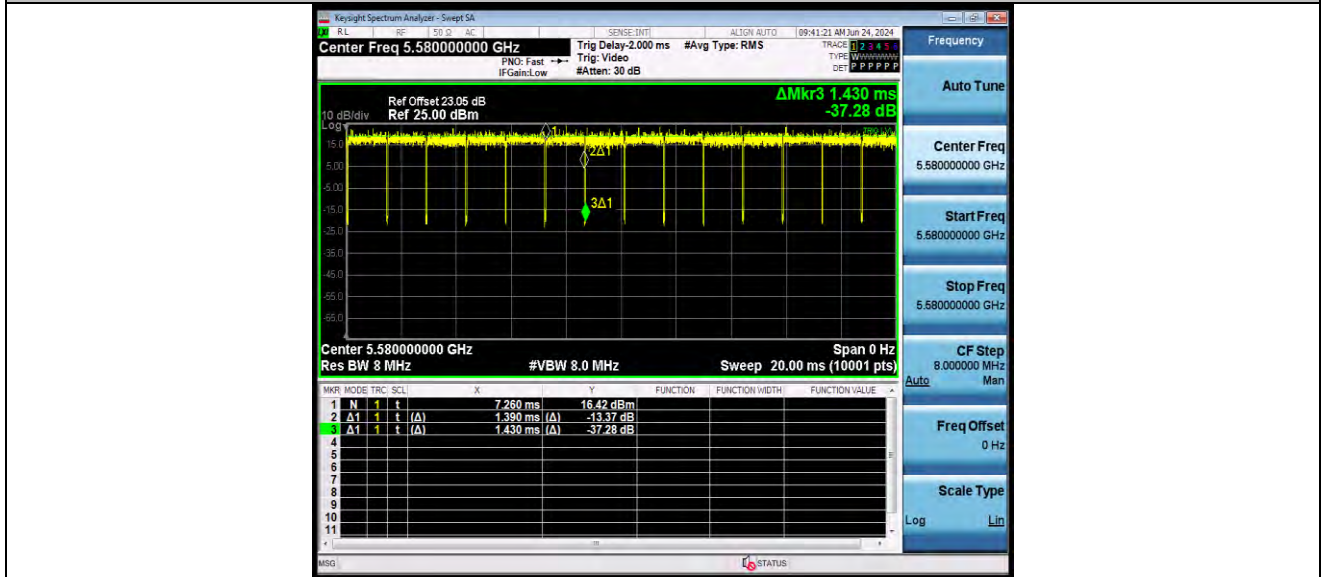 Keysight Spectrum Analyzer - Swept SA
RL RF 50 Ω AC SENSE:INT ALIGN AUTO 09:41:21 AM Jun 24, 2024
Center Freq 5.580000000 GHz
PNO: Fast
IFGain:Low
Trig Delay-2.000 ms
Trig: Video
#Atten: 30 dB
#Avg Type: RMS
TRACE 1 2 3 4 5 6
TYPE WWWWWW
DET P P P P P P
ΔMkr3 1.430 ms
-37.28 dB
Ref Offset 23.05 dB
10 dB/div Ref 25.00 dBm
Log
15.0
5.00
-5.00
-15.0
-25.0
-35.0
-45.0
-55.0
-65.0
1
2Δ1
3Δ1
Center 5.580000000 GHz Span 0 Hz
Res BW 8 MHz #VBW 8.0 MHz Sweep 20.00 ms (10001 pts)
MKR MODE TRC SCL X Y FUNCTION FUNCTION WIDTH FUNCTION VALUE
1 N 1 t 7.260 ms 16.42 dBm
2 Δ1 1 t (Δ) 1.390 ms (Δ) -13.37 dB
3 Δ1 1 t (Δ) 1.430 ms (Δ) -37.28 dB
4
5
6
7
8
9
10
11
MSG STATUS
Frequency
Auto Tune
Center Freq
5.580000000 GHz
Start Freq
5.580000000 GHz
Stop Freq
5.580000000 GHz
CF Step
8.000000 MHz
Auto Man
Freq Offset
0 Hz
Scale Type
Log Lin